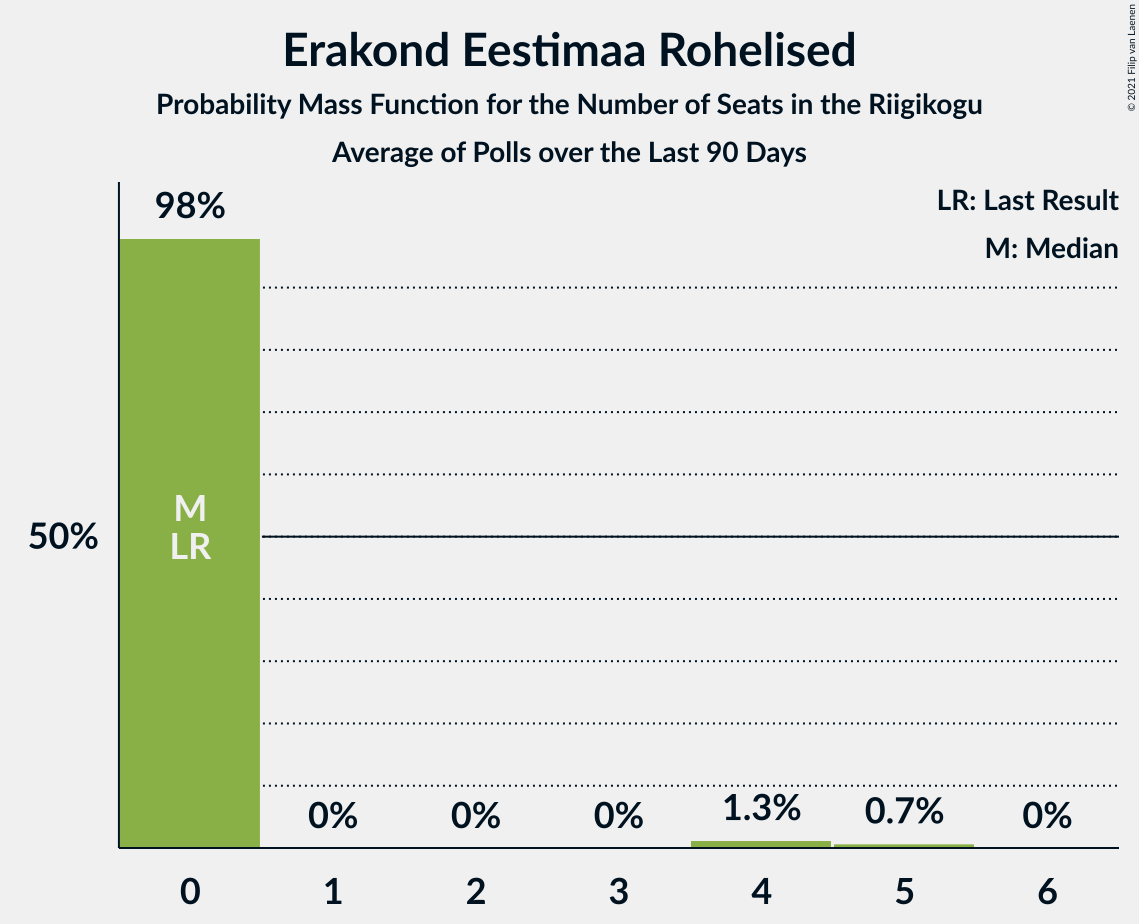 Erakond Eestimaa Rohelised
Probability Mass Function for the Number of Seats in the Riigikogu
Average of Polls over the Last 90 Days
© 2021 Filip van Laenen
LR: Last Result
M: Median
98%
M
LR
50%
0%
0%
0%
1.3%
0.7%
0%
0
1
2
3
4
5
6